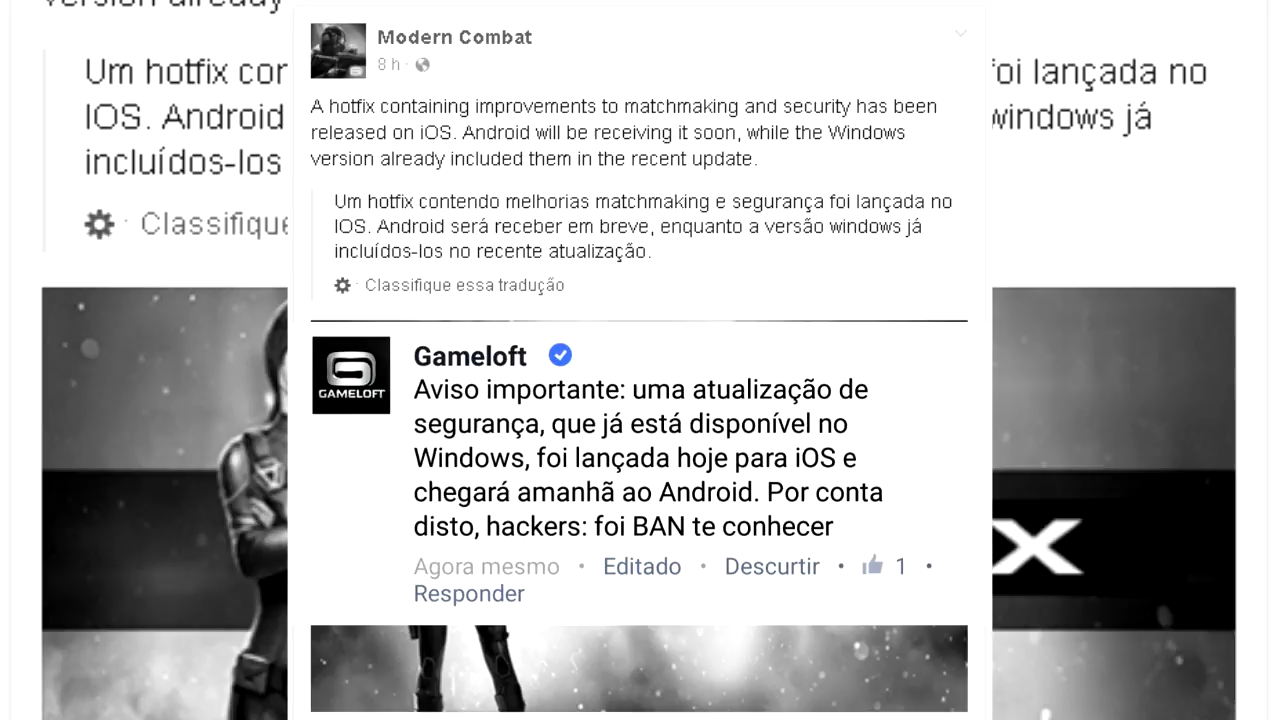 version already
Um hotfix con
IOS. Android
incluídos-los
Classifique
foi lançada no
windows já
X
Modern Combat
8 h ·
A hotfix containing improvements to matchmaking and security has been
released on iOS. Android will be receiving it soon, while the Windows
version already included them in the recent update.
Um hotfix contendo melhorias matchmaking e segurança foi lançada no
IOS. Android será receber em breve, enquanto a versão windows já
incluídos-los no recente atualização.
· Classifique essa tradução
GAMELOFT
Gameloft
Aviso importante: uma atualização de
segurança, que já está disponível no
Windows, foi lançada hoje para iOS e
chegará amanhã ao Android. Por conta
disto, hackers: foi BAN te conhecer
Agora mesmo • Editado • Descurtir • 1 •
Responder